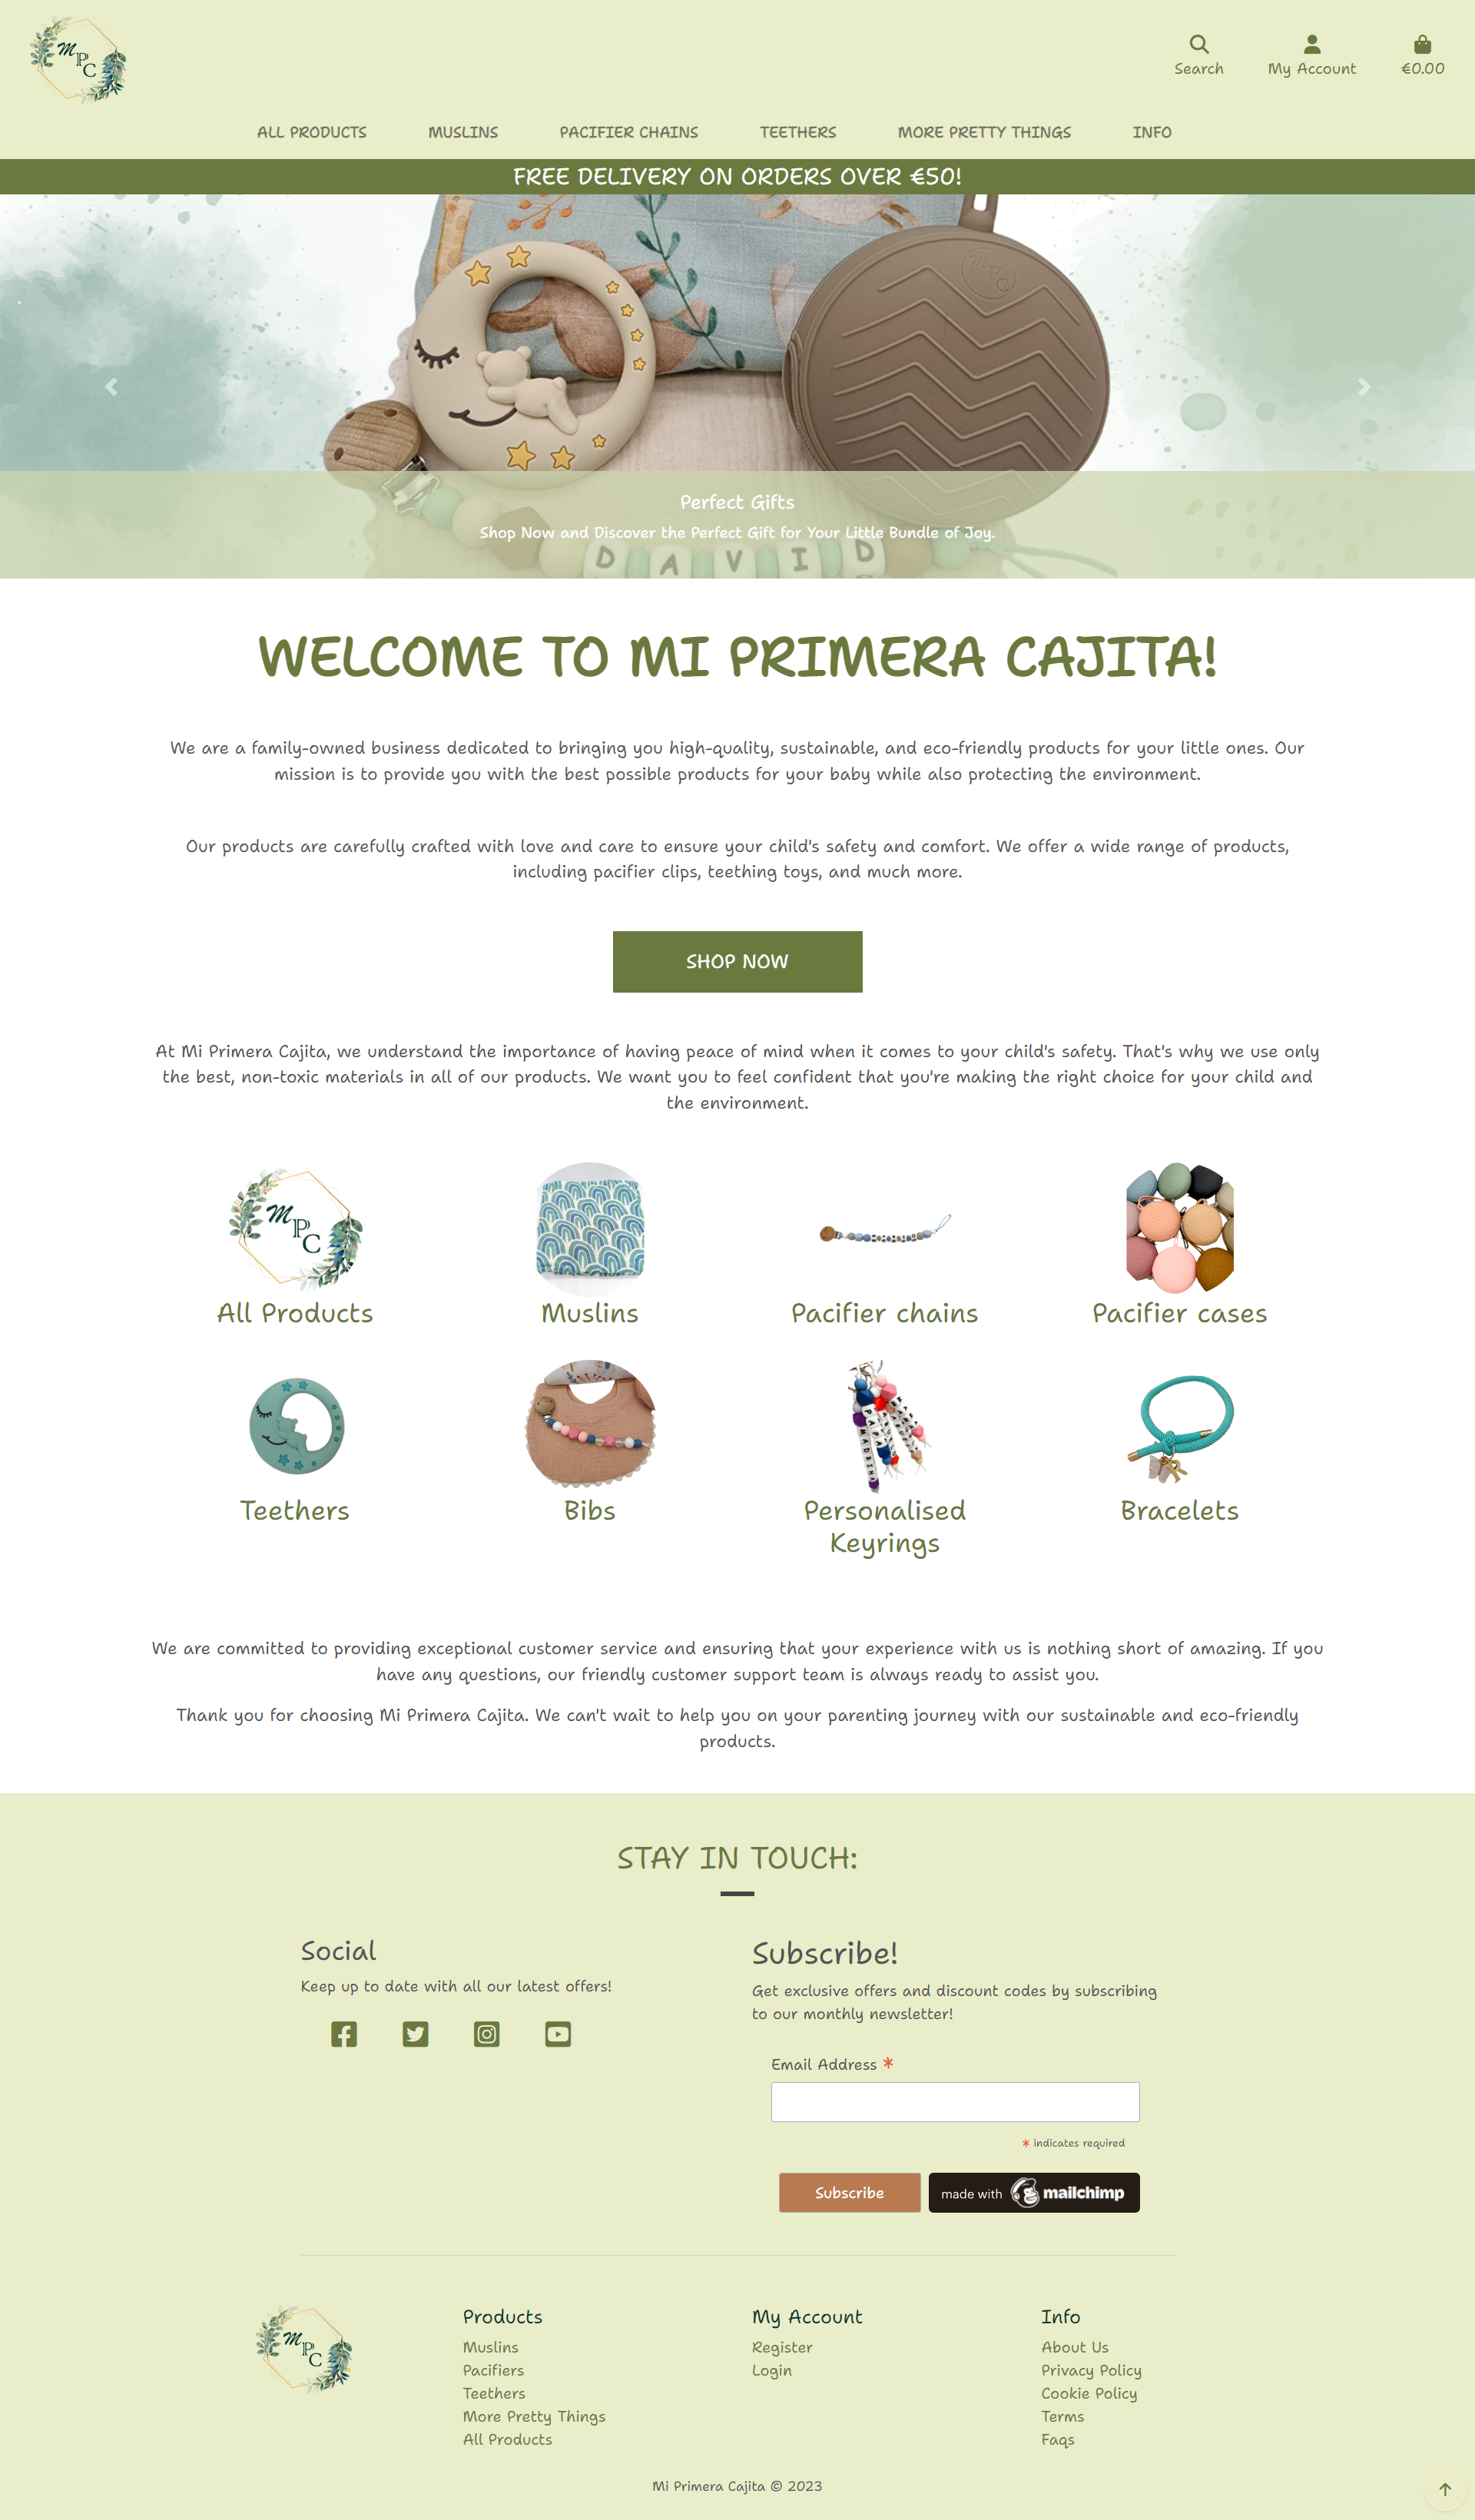 M
P
C
Search
My Account
€0.00
ALL PRODUCTS
MUSLINS
PACIFIER CHAINS
TEETHERS
MORE PRETTY THINGS
INFO
FREE DELIVERY ON ORDERS OVER €50!
M
P
C
Perfect Gifts
Shop Now and Discover the Perfect Gift for Your Little Bundle of Joy.
DAVID
WELCOME TO MI PRIMERA CAJITA!
We are a family-owned business dedicated to bringing you high-quality, sustainable, and eco-friendly products for your little ones. Our
mission is to provide you with the best possible products for your baby while also protecting the environment.
Our products are carefully crafted with love and care to ensure your child's safety and comfort. We offer a wide range of products,
including pacifier clips, teething toys, and much more.
SHOP NOW
At Mi Primera Cajita, we understand the importance of having peace of mind when it comes to your child's safety. That's why we use only
the best, non-toxic materials in all of our products. We want you to feel confident that you're making the right choice for your child and
the environment.
M
P
C
All Products
Muslins
Pacifier chains
Pacifier cases
PADRINO
MADRINA
Teethers
Bibs
Personalised
Keyrings
Bracelets
We are committed to providing exceptional customer service and ensuring that your experience with us is nothing short of amazing. If you
have any questions, our friendly customer support team is always ready to assist you.
Thank you for choosing Mi Primera Cajita. We can't wait to help you on your parenting journey with our sustainable and eco-friendly
products.
STAY IN TOUCH:
Social
Keep up to date with all our latest offers!
Subscribe!
Get exclusive offers and discount codes by subscribing
to our monthly newsletter!
Email Address *
* indicates required
Subscribe
made with mailchimp
M
P
C
Products
Muslins
Pacifiers
Teethers
More Pretty Things
All Products
My Account
Register
Login
Info
About Us
Privacy Policy
Cookie Policy
Terms
Faqs
Mi Primera Cajita © 2023